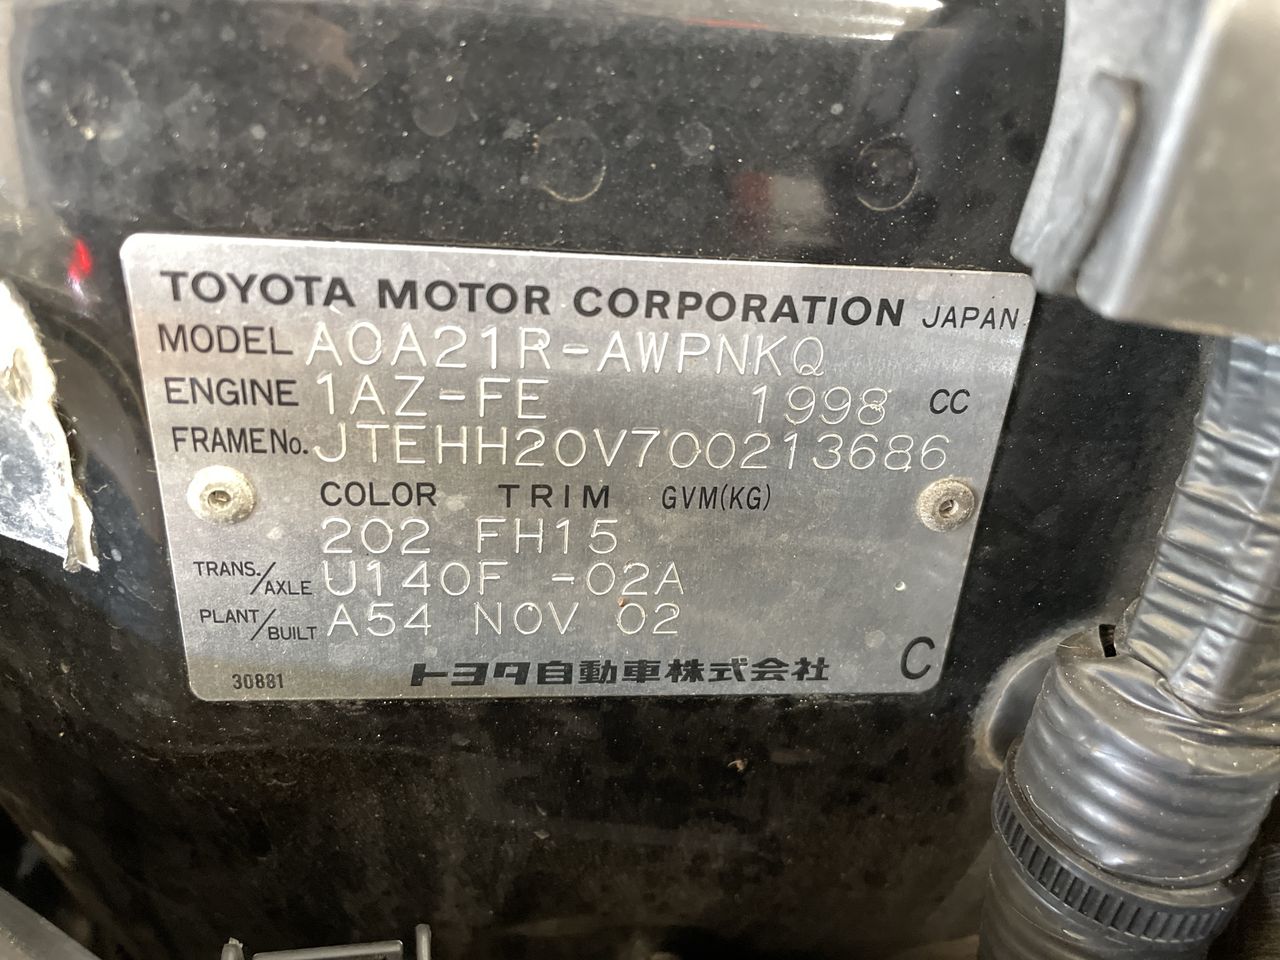 TOYOTA MOTOR CORPORATION JAPAN
MODEL ACA21R-AWPNKQ
ENGINE 1AZ-FE 1998 CC
FRAME No. JTEHH20V700213686
COLOR TRIM GVM(KG)
202 FH15
TRANS./AXLE U140F -02A
PLANT/BUILT A54 NOV 02
30881 トヨタ自動車株式会社 C